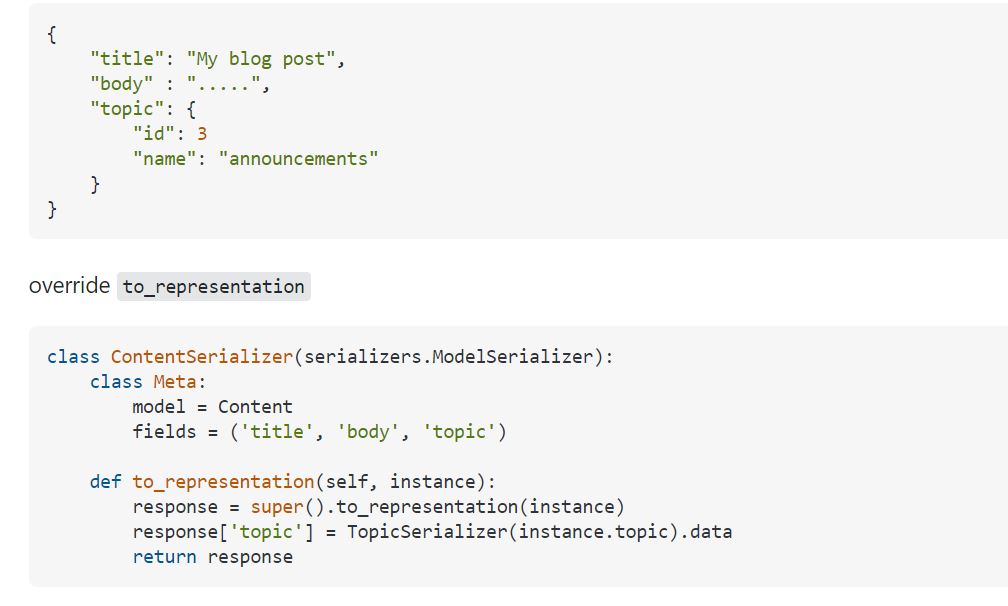 {
    "title": "My blog post",
    "body" : ".....",
    "topic": {
        "id": 3
        "name": "announcements"
    }
}
override to_representation
class ContentSerializer(serializers.ModelSerializer):
    class Meta:
        model = Content
        fields = ('title', 'body', 'topic')
    def to_representation(self, instance):
        response = super().to_representation(instance)
        response['topic'] = TopicSerializer(instance.topic).data
        return response